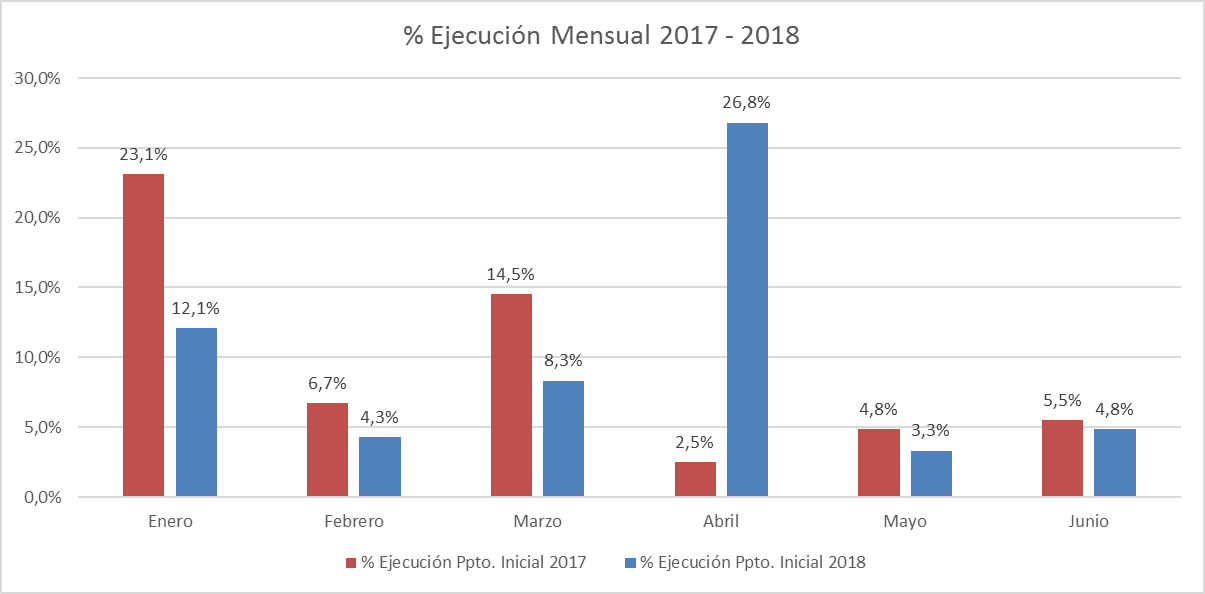 % Ejecución Mensual 2017 - 2018
30,0%
25,0%
20,0%
15,0%
10,0%
5,0%
0,0%
23,1%
12,1%
6,7%
4,3%
14,5%
8,3%
2,5%
26,8%
4,8%
3,3%
5,5%
4,8%
Enero
Febrero
Marzo
Abril
Mayo
Junio
% Ejecución Ppto. Inicial 2017
% Ejecución Ppto. Inicial 2018